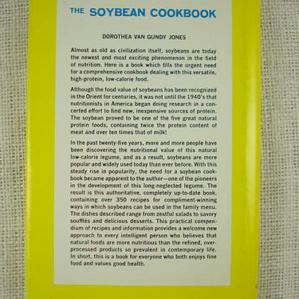 THE SOYBEAN COOKBOOK
DOROTHEA VAN GUNDY JONES
Almost as old as civilization itself, soybeans are today
the newest and most exciting phenomenon in the field
of nutrition. Here is a book which fills the urgent need
for a comprehensive cookbook dealing with this versatile,
high-protein, low-calorie food.
Although the food value of soybeans has been recognized
in the Orient for centuries, it was not until the 1940's that
nutritionists in America began doing research in a con-
certed effort to find new, inexpensive sources of protein.
The soybean proved to be one of the five great natural
protein foods, containing twice the protein content of
meat and over ten times that of milk!
In the past twenty-five years, more and more people have
been discovering the nutritional value of this natural
low-calorie legume, and as a result, soybeans are more
popular and widely used today than ever before. With this
steady rise in popularity, the need for a soybean cook-
book became apparent to the author—one of the pioneers
in the development of this long-neglected legume. The
result is this authoritative, completely up-to-date book,
containing over 350 recipes for compliment-winning
ways in which soybeans can be used in the family menu.
The dishes described range from zestful salads to savory
souffles and delicious desserts. This practical compen-
dium of recipes and information provides a welcome new
approach to every intelligent person who believes that
natural foods are more nutritious than the refined, over-
processed products so prevalent in contemporary life.
In short, this is a book for everyone who both enjoys fine
food and values good health.